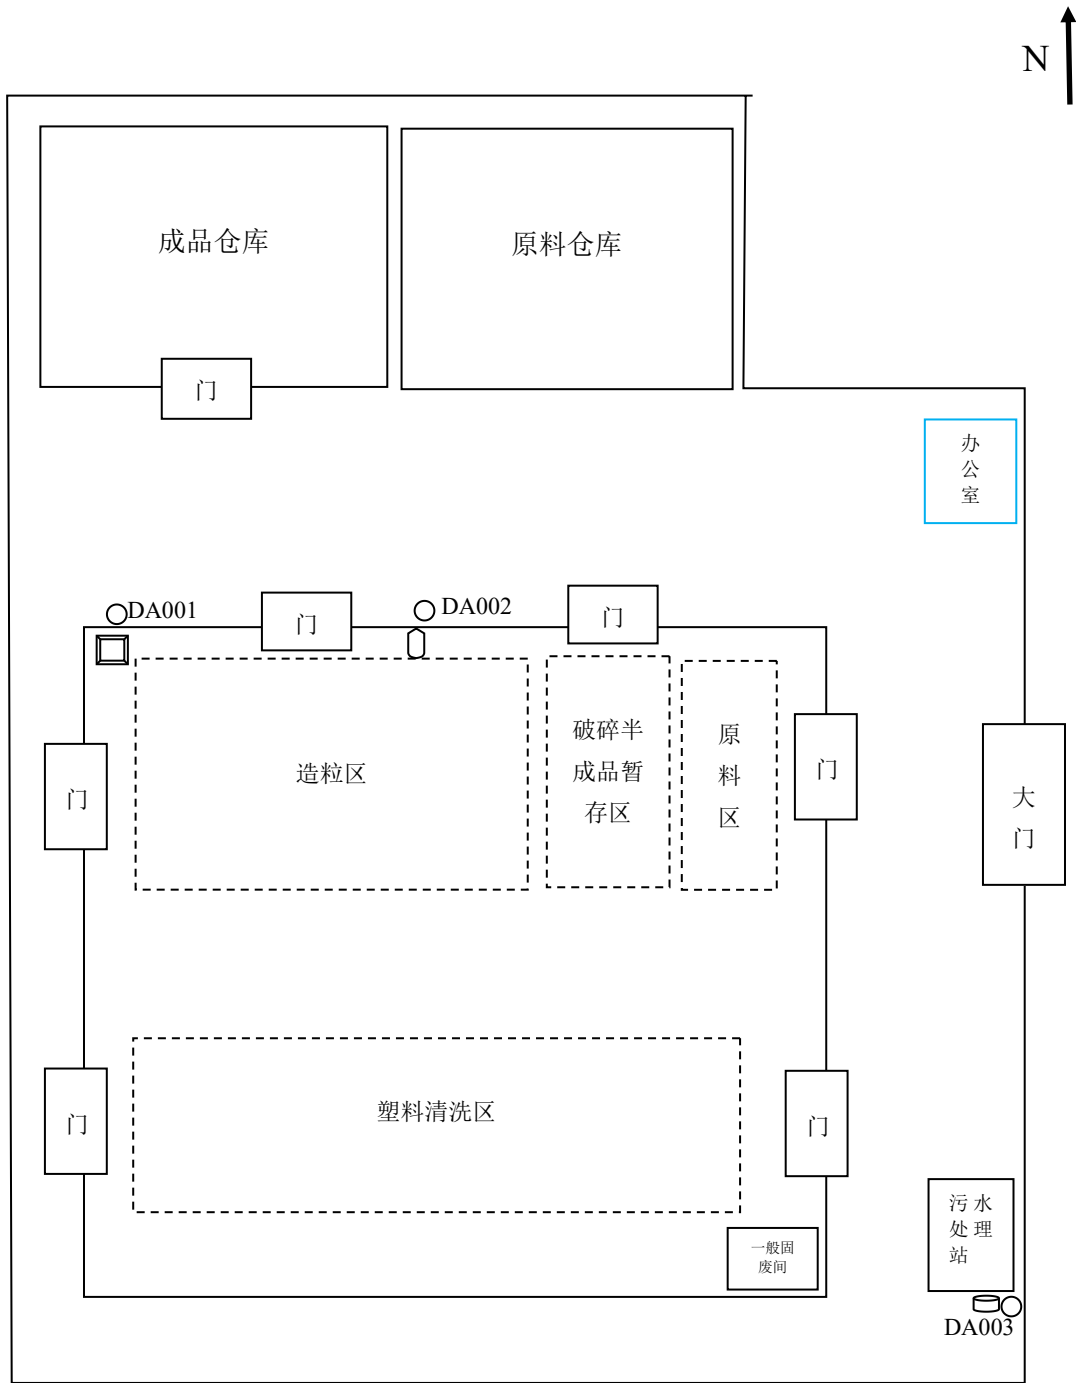 N
成品仓库
原料仓库
门
办
公
室
DA001
门
DA002
门
造粒区
破碎半
成品暂
存区
原
料
区
门
门
大
门
塑料清洗区
门
门
污水
处理
站
一般固
废间
DA003